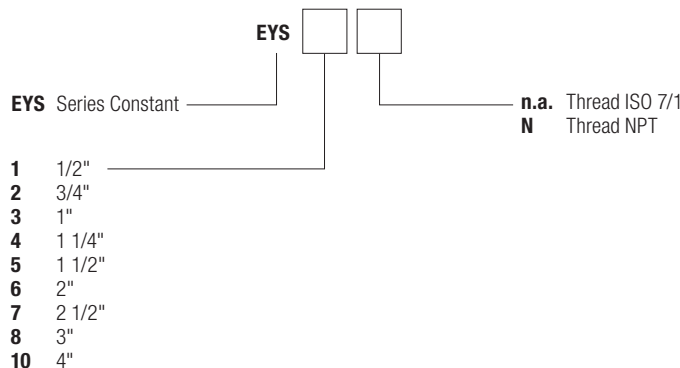 EYS
EYS Series Constant
n.a. Thread ISO 7/1
N Thread NPT
1 1/2"
2 3/4"
3 1"
4 1 1/4"
5 1 1/2"
6 2"
7 2 1/2"
8 3"
10 4"